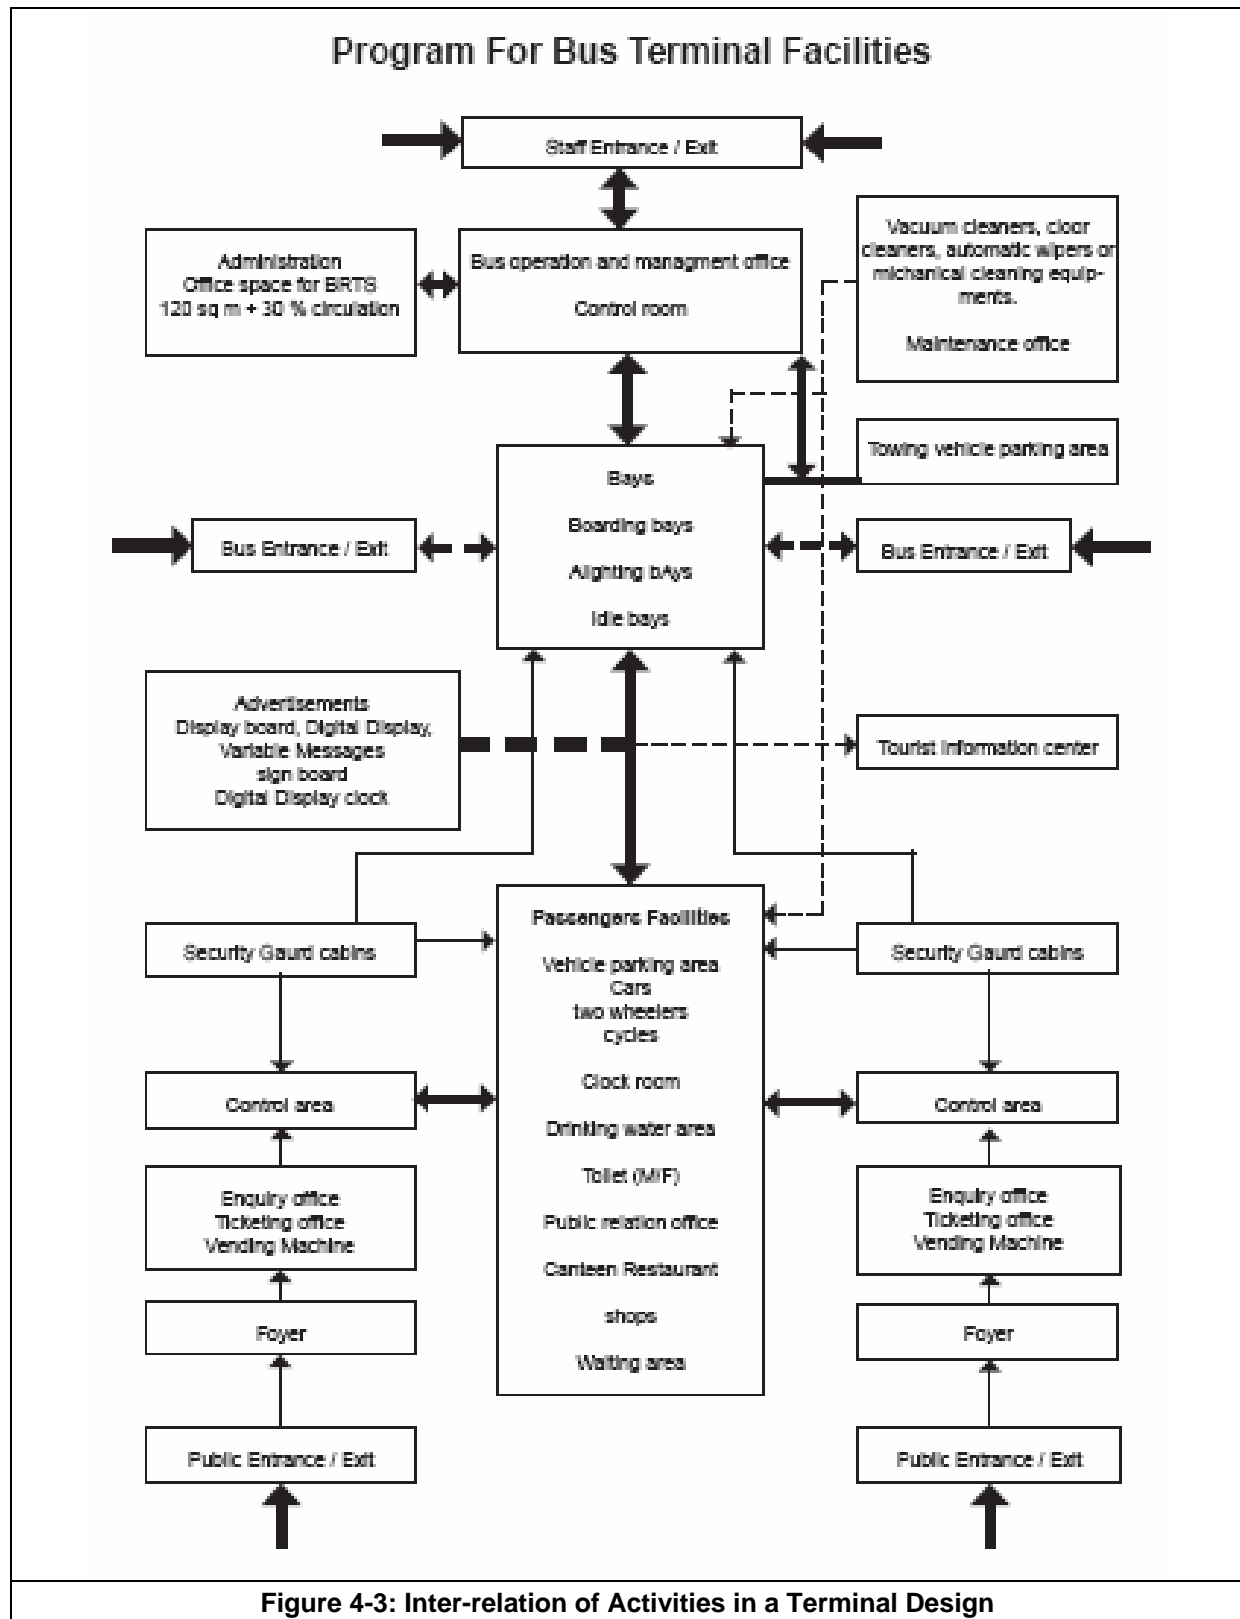 Program For Bus Terminal Facilities
Staff Entrance / Exit
Administration
Office space for BRTS
120 sq m + 30 % circulation
Bus operation and managment office
Control room
Vacuum cleaners, cloor
cleaners, automatic wipers or
michanical cleaning equip-
ments.
Maintenance office
Towing vehicle parking area
Bays
Boarding bays
Alighting bAys
Idle bays
Bus Entrance / Exit
Bus Entrance / Exit
Advertisements
Display board, Digital Display,
Variable Messages
sign board
Digital Display clock
Tourist information center
Passengers Facilities
Vehicle parking area
Cars
two wheelers
cycles
Clock room
Drinking water area
Toilet (M/F)
Public relation office
Canteen Restaurant
shops
Waiting area
Security Gaurd cabins
Control area
Enquiry office
Ticketing office
Vending Machine
Foyer
Public Entrance / Exit
Security Gaurd cabins
Control area
Enquiry office
Ticketing office
Vending Machine
Foyer
Public Entrance / Exit
Figure 4-3: Inter-relation of Activities in a Terminal Design